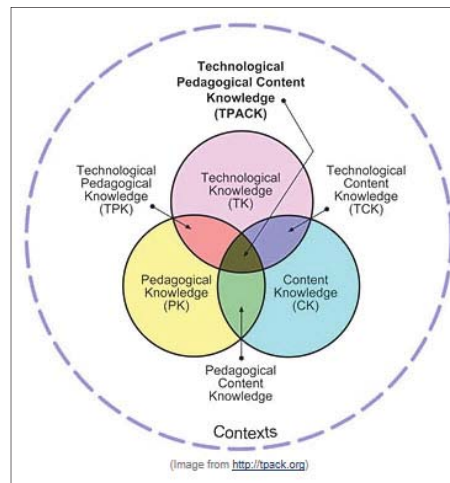 Technological
Pedagogical Content
Knowledge
(TPACK)
Technological
Pedagogical
Knowledge
(TPK)
Technological
Knowledge
(TK)
Technological
Content
Knowledge
(TCK)
Pedagogical
Knowledge
(PK)
Content
Knowledge
(CK)
Pedagogical
Content
Knowledge
Contexts
(Image from http://tpack.org)